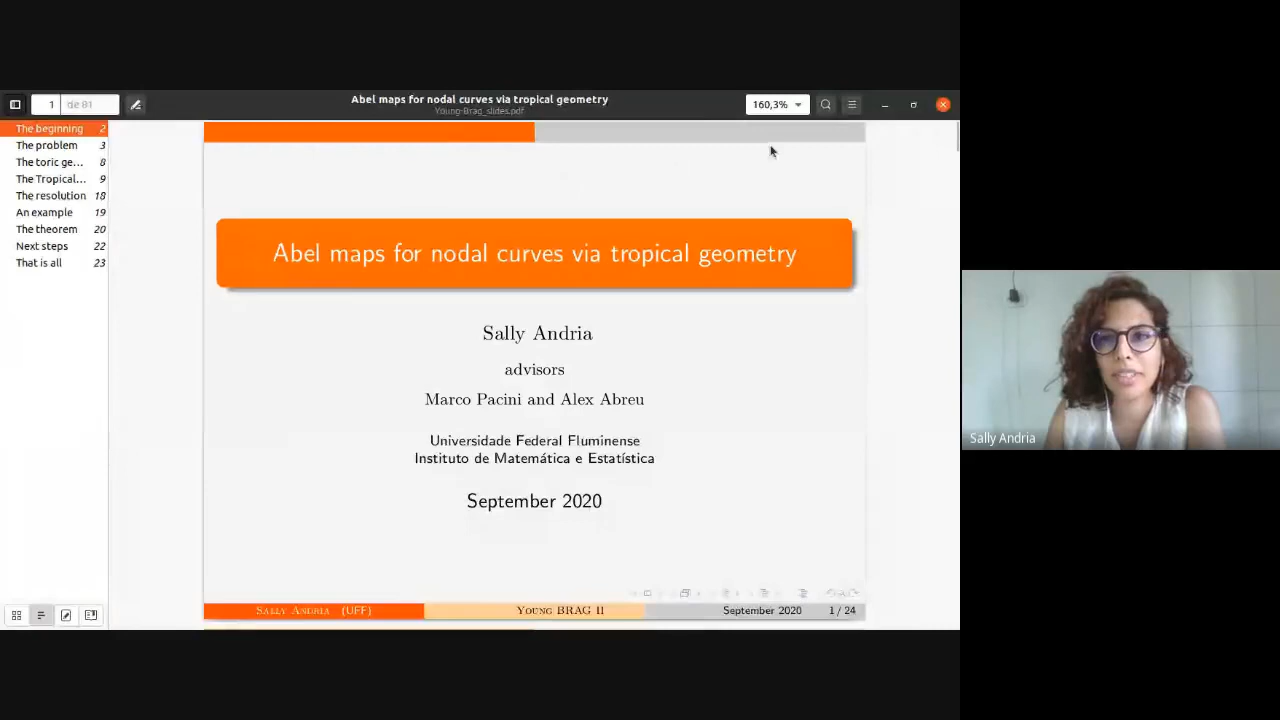 1 de 81
Abel maps for nodal curves via tropical geometry
Young-Brag_slides.pdf
160,3%
The beginning 2
The problem 3
The toric ge... 8
The Tropical... 9
The resolution 18
An example 19
The theorem 20
Next steps 22
That is all 23
Abel maps for nodal curves via tropical geometry
Sally Andria
advisors
Marco Pacini and Alex Abreu
Universidade Federal Fluminense
Instituto de Matemática e Estatística
September 2020
Sally Andria (UFF)
Young BRAG II
September 2020
1 / 24
Sally Andria